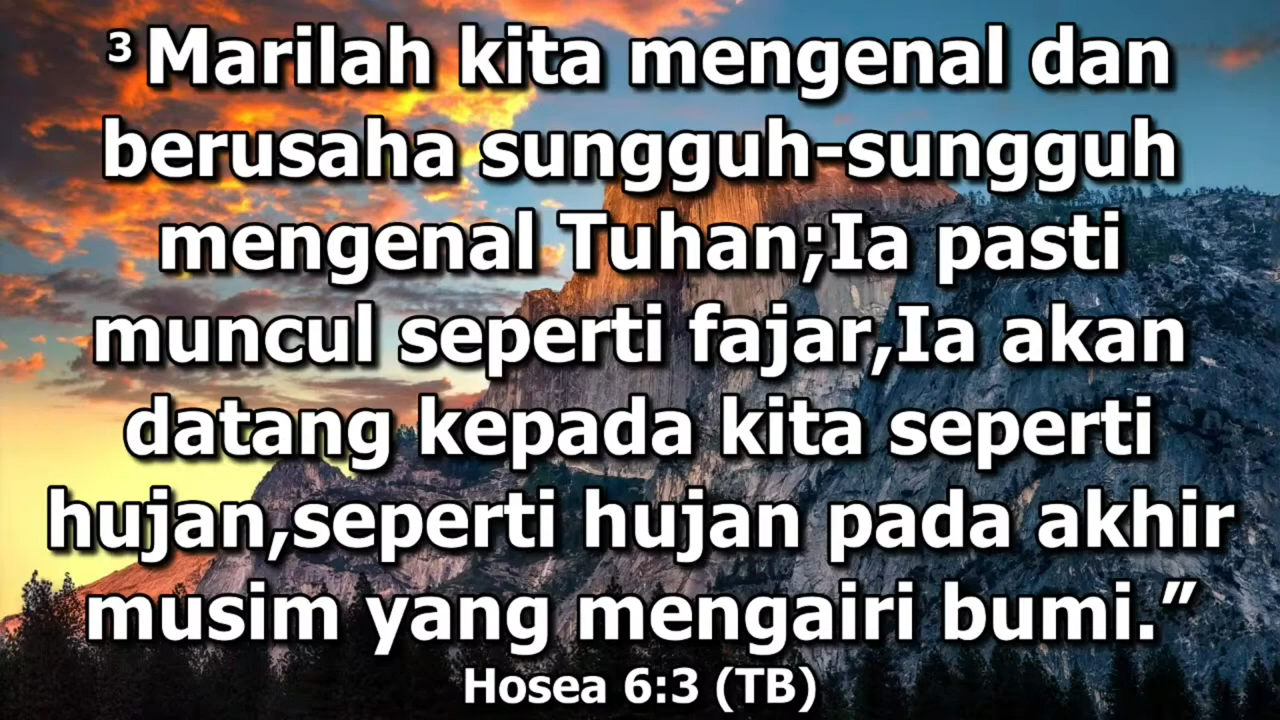 ³ Marilah kita mengenal dan
berusaha sungguh-sungguh
mengenal Tuhan;Ia pasti
muncul seperti fajar,Ia akan
datang kepada kita seperti
hujan,seperti hujan pada akhir
musim yang mengairi bumi.”
Hosea 6:3 (TB)